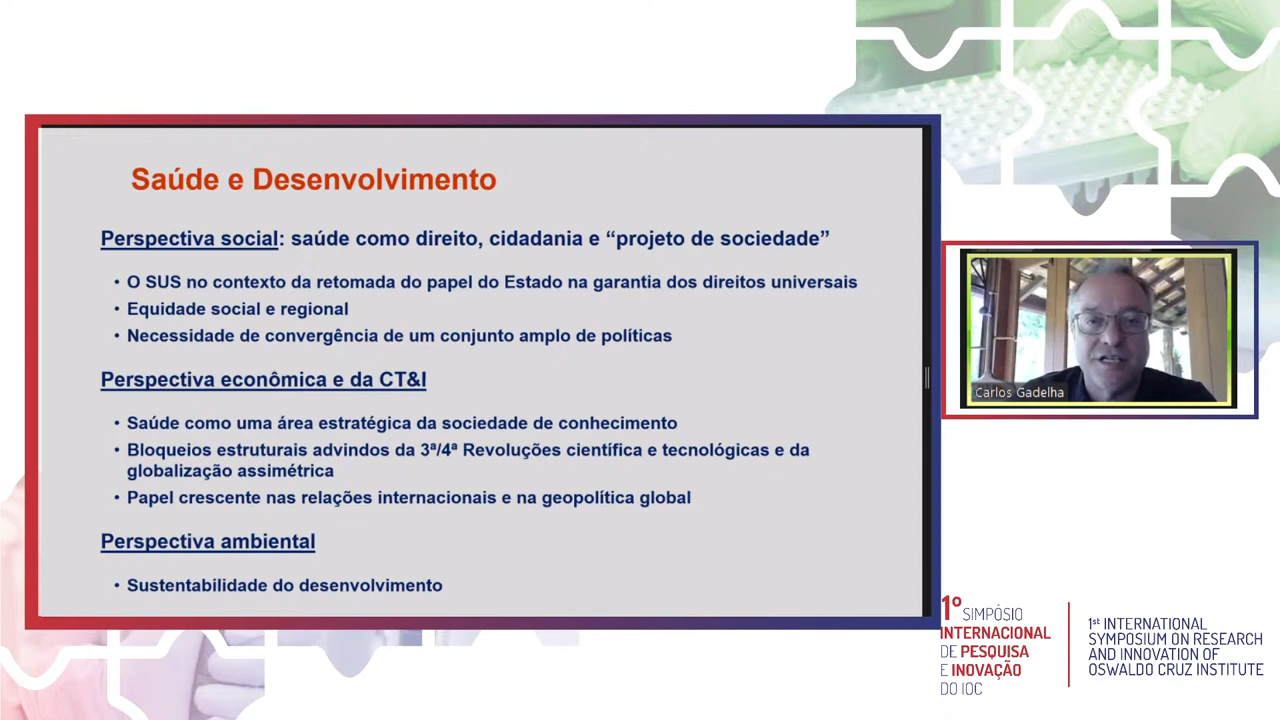 Saúde e Desenvolvimento
Perspectiva social: saúde como direito, cidadania e “projeto de sociedade”
• O SUS no contexto da retomada do papel do Estado na garantia dos direitos universais
• Equidade social e regional
• Necessidade de convergência de um conjunto amplo de políticas
Perspectiva econômica e da CT&I
• Saúde como uma área estratégica da sociedade de conhecimento
• Bloqueios estruturais advindos da 3ª/4ª Revoluções científica e tecnológicas e da
globalização assimétrica
• Papel crescente nas relações internacionais e na geopolítica global
Perspectiva ambiental
• Sustentabilidade do desenvolvimento
Carlos Gadelha
1º SIMPÓSIO
INTERNACIONAL
DE PESQUISA
E INOVAÇÃO
DO IOC
1st INTERNATIONAL
SYMPOSIUM ON RESEARCH
AND INNOVATION OF
OSWALDO CRUZ INSTITUTE